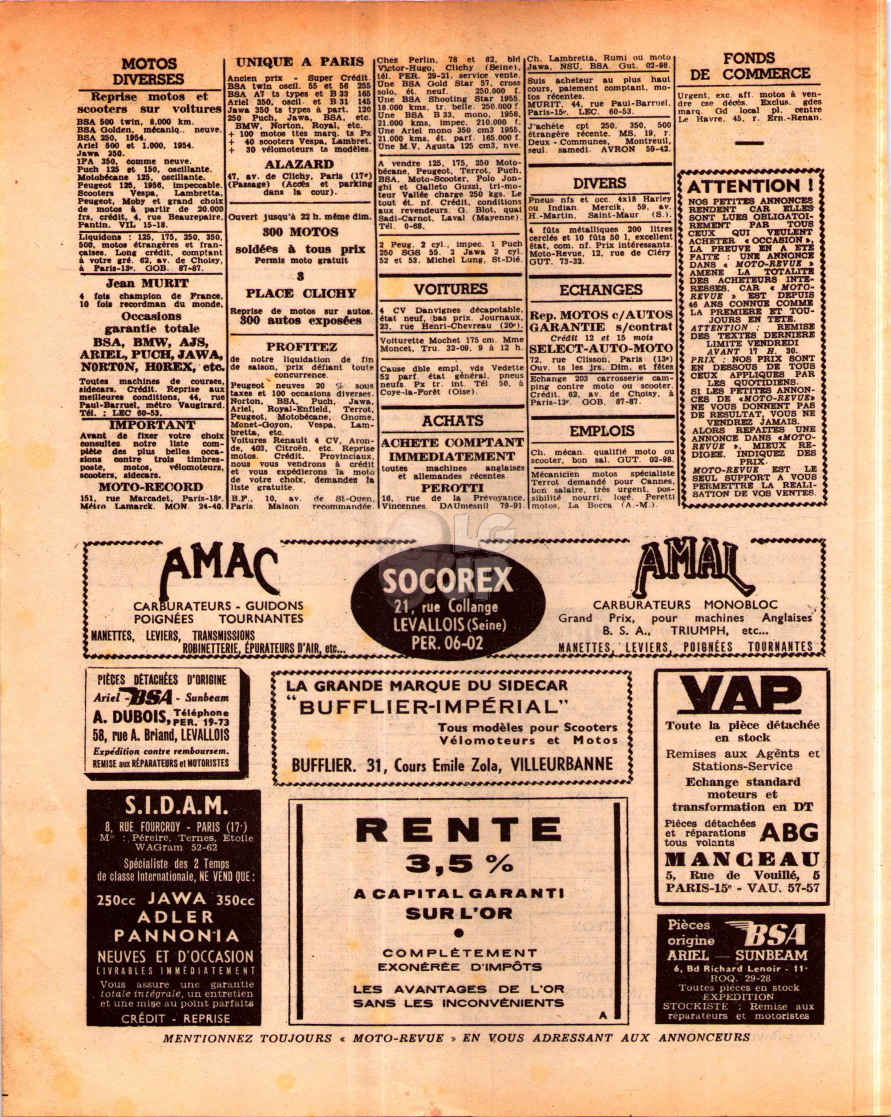 MOTOS
DIVERSES
Reprise motos et
scooters sur voitures
BSA 500 twin, 8.000 km.
BSA Golden, mécaniq.. neuve.
BSA 250, 1954.
Ariel 500 et 1.000, 1954.
Jawa 350.
IFA 350, comme neuve.
Puch 125 et 150, oscillante.
Motobécane 125, oscillante.
Peugeot 125, 1956, impeccable.
Scooters Vespa, Lambretta,
Peugeot, Moby et grand choix
de motos à partir de 20.000
frs, crédit, 4, rue Beaurepaire,
Pantin. VIL 15-18.
Liquidons : 125, 175, 250, 350,
500, motos étrangères et fran-
çaises. Long crédit, comptant
à votre gré. 62, av. de Choisy,
à Paris-13e. GOB. 87-87.
Jean MURIT
4 fois champion de France,
10 fois recordman du monde,
Occasions
garantie totale
BSA, BMW, AJS,
ARIEL, PUCH, JAWA,
NORTON, HOREX, etc.
Toutes machines de courses,
sidecars. Crédit. Reprise aux
meilleures conditions, 44, rue
Paul-Barruel, métro Vaugirard.
Tél. : LEC 60-53.
IMPORTANT
Avant de fixer votre choix
consultez notre liste com-
plète des plus belles occa-
sions contre trois timbres-
poste, motos, vélomoteurs,
scooters, sidecars.
MOTO-RECORD
151, rue Marcadet, Paris-18e.
Métro Lamarck. MON. 24-40.
UNIQUE A PARIS
Ancien prix - Super Crédit.
BSA twin oscil. 55 et 56 255
BSA A7 ts types et B 33 165
Ariel 350, oscil. et B 31 145
Jawa 350 ts types à part. 120
250 Puch, Jawa, BSA, etc.
BMW, Norton, Royal, etc.
+ 100 motos ttes marq. ts Px
+ 40 scooters Vespa, Lambret.
+ 30 vélomoteurs ts modèles.
ALAZARD
47, av. de Clichy, Paris (17e)
(Passage) (Accès et parking
dans la cour).
Ouvert jusqu'à 22 h. même dim.
300 MOTOS
soldées à tous prix
Permis moto gratuit
8
PLACE CLICHY
Reprise de motos sur autos.
300 autos exposées
PROFITEZ
de notre liquidation de fin
de saison, prix défiant toute
concurrence.
Peugeot neuves 20 % sous
taxes et 100 occasions diverses.
Norton, BSA, Puch, Jawa,
Ariel, Royal-Enfield, Terrot,
Peugeot, Motobécane, Gnome,
Monet-Goyon, Vespa, Lam-
bretta, etc.
Voitures Renault 4 CV, Aron-
de, 403, Citroën, etc. Reprise
motos. Crédit. Provinciaux,
nous vous vendrons à crédit
et vous expédierons la moto
de votre choix, demandez la
liste gratuite.
B.P., 10, av. de St-Ouen,
Paris. Maison recommandée.
Chez Perlin, 78 et 82, bld
Victor-Hugo, Clichy (Seine),
tél. PER. 29-21, service vente.
Une BSA Gold Star 57, cross
solo, ét. neuf. 250.000 f.
Une BSA Shooting Star 1955,
18.000 kms, tr. belle. 250.000 f
Une BSA B 33, mono, 1956,
21.000 kms, impec. 210.000 f.
Une Ariel mono 350 cm3 1955.
21.000 kms, ét. parf. 165.000 f
Une M.V. Agusta 125 cm3, nve.
A vendre 125, 175, 250 Moto-
bécane, Peugeot, Terrot, Puch,
BSA, Moto-Scooter, Polo Jon-
ghi et Galleto Guzzi, tri-mo-
teur Vallée charge 250 kgs. Le
tout ét. nf. Crédit, conditions
aux revendeurs. G. Blot, quai
Sadi-Carnot, Laval (Mayenne).
Tél. 0-68.
2 Peug. 2 cyl., impec. 1 Puch
250 SGS 55. 2 Jawa 2 cyl.
52 et 53. Michel Lung, St-Dié.
VOITURES
4 CV Danvignes décapotable,
état neuf, bas prix. Journaux,
23, rue Henri-Chevreau (20e).
Voiturette Mochet 175 cm. Mme
Moncet, Tru. 32-09, 9 à 12 h.
Cause dble empl. vds Vedette
52 parf. état général, pneus
neufs. Px tr. int. Tél. 50, à
Coye-la-Forêt (Oise).
ACHATS
ACHETE COMPTANT
IMMEDIATEMENT
toutes machines anglaises
et allemandes récentes
PEROTTI
16, rue de la Prévoyance,
Vincennes DAUmesnil 79-91
Ch. Lambretta, Rumi ou moto
Jawa, NSU, BSA. Gut. 02-98.
Suis acheteur au plus haut
cours, paiement comptant, mo-
tos récentes.
MURIT, 44, rue Paul-Barruel,
Paris-15e. LEC. 60-53.
J'achète cpt 250, 350, 500
étrangère récente. MS, 19, r.
Deux - Communes, Montreuil,
seul. samedi. AVRON 59-42.
DIVERS
Pneus nfs et occ. 4x18 Harley
ou Indian. Mercik, 59, av.
H.-Martin, Saint-Maur (S.).
4 fûts métalliques 200 litres
cerclés et 10 fûts 50 l, excellent
état, com. nf. Prix intéressants.
Moto-Revue, 12, rue de Cléry
GUT. 73-32.
ECHANGES
Rep. MOTOS c/AUTOS
GARANTIE s/contrat
Crédit 12 et 15 mois
SELECT-AUTO-MOTO
72, rue Clisson, Paris (13e)
Ouv. ts les jrs. Dim. et fêtes
Echange 203 carrosserie cam-
ping contre moto ou scooter.
Crédit. 62, av. de Choisy, à
Paris-13e. GOB. 87-87.
EMPLOIS
Ch. mécan. qualifié moto ou
scooter, bon sal. GUT. 02-98.
Mécanicien motos spécialiste
Terrot demandé pour Cannes,
bon salaire, très urgent, pos-
sibilité nourri, logé. Peretti
motos, La Bocca (A.-M.).
FONDS
DE COMMERCE
Urgent, exc. aff. motos à ven-
dre cse décès. Exclus. gdes
marq. Gd local pl. centre
Le Havre. 45, r. Ern.-Renan.
ATTENTION !
NOS PETITES ANNONCES
RENDENT CAR ELLES
SONT LUES OBLIGATOI-
REMENT PAR TOUS
CEUX QUI VEULENT
ACHETER « OCCASION ».
LA PREUVE EN A ETE
FAITE : UNE ANNONCE
DANS « MOTO-REVUE »
AMENE LA TOTALITE
DES ACHETEURS INTE-
RESSES, CAR « MOTO-
REVUE » EST DEPUIS
46 ANS CONNUE COMME
LA PREMIERE ET TOU-
JOURS EN TETE.
ATTENTION : REMISE
DES TEXTES DERNIERE
LIMITE VENDREDI
AVANT 17 H. 30.
PRIX : NOS PRIX SONT
EN DESSOUS DE TOUS
CEUX APPLIQUES PAR
LES QUOTIDIENS.
SI LES PETITES ANNON-
CES DE «MOTO-REVUE»
NE VOUS DONNENT PAS
DE RESULTAT, VOUS NE
VENDREZ JAMAIS.
ALORS REFAITES UNE
ANNONCE DANS «MOTO-
REVUE », MIEUX RE-
DIGEE, INDIQUEZ DES
PRIX.
MOTO-REVUE EST LE
SEUL SUPPORT A VOUS
PERMETTRE LA REALI-
SATION DE VOS VENTES.
AMAC
CARBURATEURS - GUIDONS
POIGNÉES TOURNANTES
MANETTES, LEVIERS, TRANSMISSIONS
ROBINETTERIE, ÉPURATEURS D'AIR, etc...
SOCOREX
21, rue Collange
LEVALLOIS (Seine)
PER. 06-02
AMAL
CARBURATEURS MONOBLOC
Grand Prix, pour machines Anglaises
B. S. A., TRIUMPH, etc...
MANETTES, LEVIERS, POIGNÉES TOURNANTES
PIÈCES DÉTACHÉES D'ORIGINE
Ariel - BSA - Sunbeam
A. DUBOIS, Téléphone PER. 19-73
58, rue A. Briand, LEVALLOIS
Expédition contre remboursem.
REMISE aux RÉPARATEURS et MOTORISTES
LA GRANDE MARQUE DU SIDECAR
"BUFFLIER-IMPÉRIAL"
Tous modèles pour Scooters
Vélomoteurs et Motos
BUFFLIER. 31, Cours Emile Zola, VILLEURBANNE
VAP
Toute la pièce détachée
en stock
Remises aux Agents et
Stations-Service
Echange standard
moteurs et
transformation en DT
Pièces détachées
et réparations
tous volants
ABG
MANCEAU
5, Rue de Vouillé, 5
PARIS-15e - VAU. 57-57
S.I.D.A.M.
8, RUE FOURCROY - PARIS (17e)
Mo : Péreire, Ternes, Etoile
WAGram 52-62
Spécialiste des 2 Temps
de classe Internationale, NE VEND QUE :
250cc JAWA 350cc
ADLER
PANNONIA
NEUVES ET D'OCCASION
LIVRABLES IMMÉDIATEMENT
Vous assure une garantie
totale intégrale, un entretien
et une mise au point parfaits
CRÉDIT - REPRISE
RENTE
3,5 %
A CAPITAL GARANTI
SUR L'OR
COMPLÈTEMENT
EXONÉRÉE D'IMPÔTS
LES AVANTAGES DE L'OR
SANS LES INCONVÉNIENTS
A
Pièces
origine BSA
ARIEL — SUNBEAM
6, Bd Richard Lenoir - 11e
ROQ. 29-28
Toutes pièces en stock
EXPEDITION
STOCKISTE : Remise aux
réparateurs et motoristes
MENTIONNEZ TOUJOURS « MOTO-REVUE » EN VOUS ADRESSANT AUX ANNONCEURS